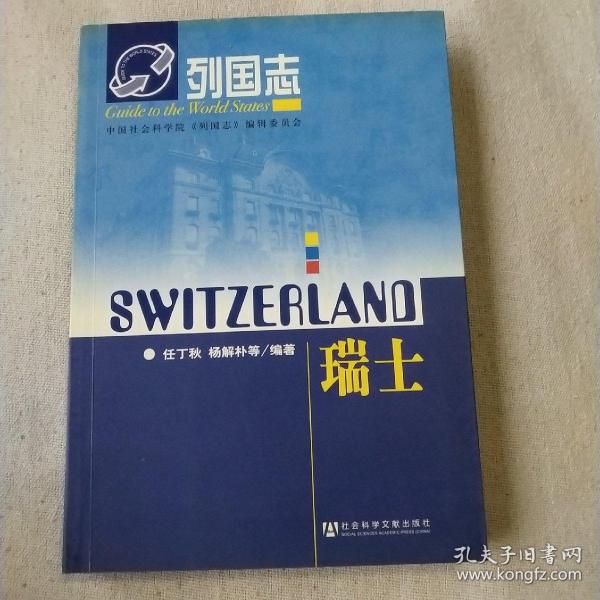 GUIDE TO THE WORLD STATES
列国志
Guide to the World States
中国社会科学院《列国志》编辑委员会
SWITZERLAND
●任丁秋 杨解朴等/编著
瑞士
社会科学文献出版社
SOCIAL SCIENCES ACADEMIC PRESS (CHINA)
孔夫子旧书网
www.kongfz.com